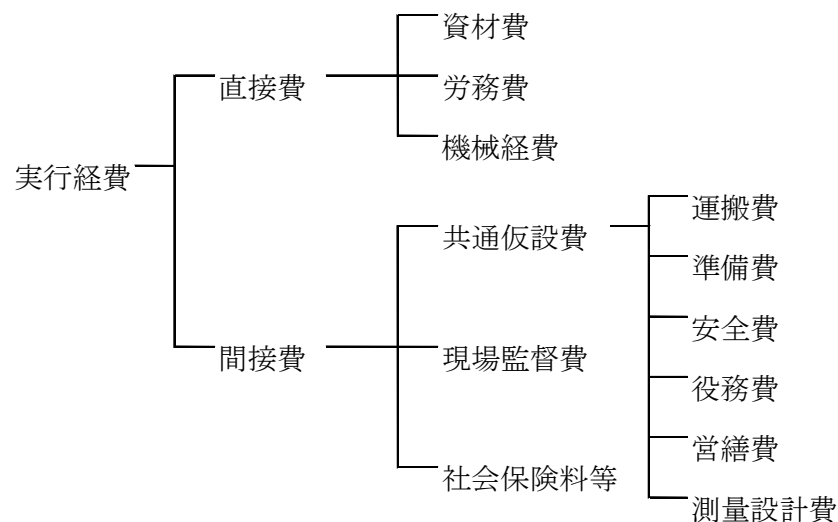 実行経費
直接費
資材費
労務費
機械経費
間接費
共通仮設費
運搬費
準備費
安全費
役務費
営繕費
測量設計費
現場監督費
社会保険料等